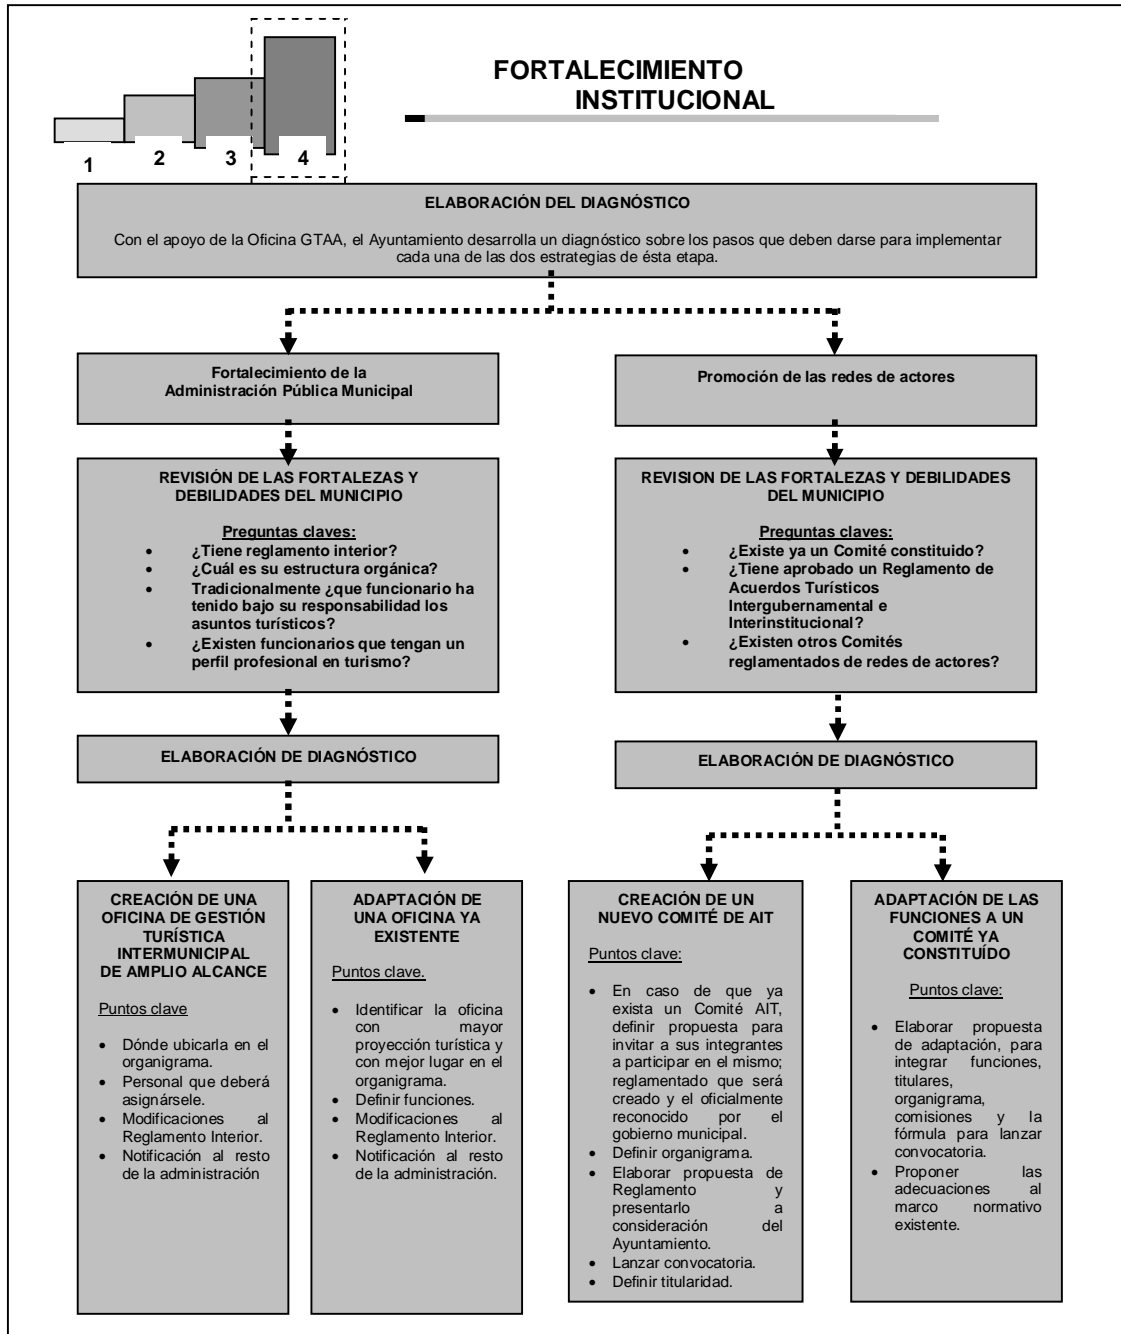 FORTALECIMIENTO
INSTITUCIONAL
1
2
3
4
ELABORACIÓN DEL DIAGNÓSTICO
Con el apoyo de la Oficina GTAA, el Ayuntamiento desarrolla un diagnóstico sobre los pasos que deben darse para implementar
cada una de las dos estrategias de ésta etapa.
Fortalecimiento de la
Administración Pública Municipal
Promoción de las redes de actores
REVISIÓN DE LAS FORTALEZAS Y
DEBILIDADES DEL MUNICIPIO
Preguntas claves:
• ¿Tiene reglamento interior?
• ¿Cuál es su estructura orgánica?
• Tradicionalmente ¿que funcionario ha
tenido bajo su responsabilidad los
asuntos turísticos?
• ¿Existen funcionarios que tengan un
perfil profesional en turismo?
REVISION DE LAS FORTALEZAS Y DEBILIDADES
DEL MUNICIPIO
Preguntas claves:
• ¿Existe ya un Comité constituido?
• ¿Tiene aprobado un Reglamento de
Acuerdos Turísticos
Intergubernamental e
Interinstitucional?
• ¿Existen otros Comités
reglamentados de redes de actores?
ELABORACIÓN DE DIAGNÓSTICO
ELABORACIÓN DE DIAGNÓSTICO
CREACIÓN DE UNA
OFICINA DE GESTIÓN
TURÍSTICA
INTERMUNICIPAL
DE AMPLIO ALCANCE
Puntos clave
• Dónde ubicarla en el
organigrama.
• Personal que deberá
asignársele.
• Modificaciones al
Reglamento Interior.
• Notificación al resto
de la administración
ADAPTACIÓN DE
UNA OFICINA YA
EXISTENTE
Puntos clave.
• Identificar la oficina
con mayor
proyección turística y
con mejor lugar en el
organigrama.
• Definir funciones.
• Modificaciones al
Reglamento Interior.
• Notificación al resto
de la administración.
CREACIÓN DE UN
NUEVO COMITÉ DE AIT
Puntos clave:
• En caso de que ya
exista un Comité AIT,
definir propuesta para
invitar a sus integrantes
a participar en el mismo;
reglamentado que será
creado y el oficialmente
reconocido por el
gobierno municipal.
• Definir organigrama.
• Elaborar propuesta de
Reglamento y
presentarlo a
consideración del
Ayuntamiento.
• Lanzar convocatoria.
• Definir titularidad.
ADAPTACIÓN DE LAS
FUNCIONES A UN
COMITÉ YA
CONSTITUÍDO
Puntos clave:
• Elaborar propuesta
de adaptación, para
integrar funciones,
titulares,
organigrama,
comisiones y la
fórmula para lanzar
convocatoria.
• Proponer las
adecuaciones al
marco normativo
existente.